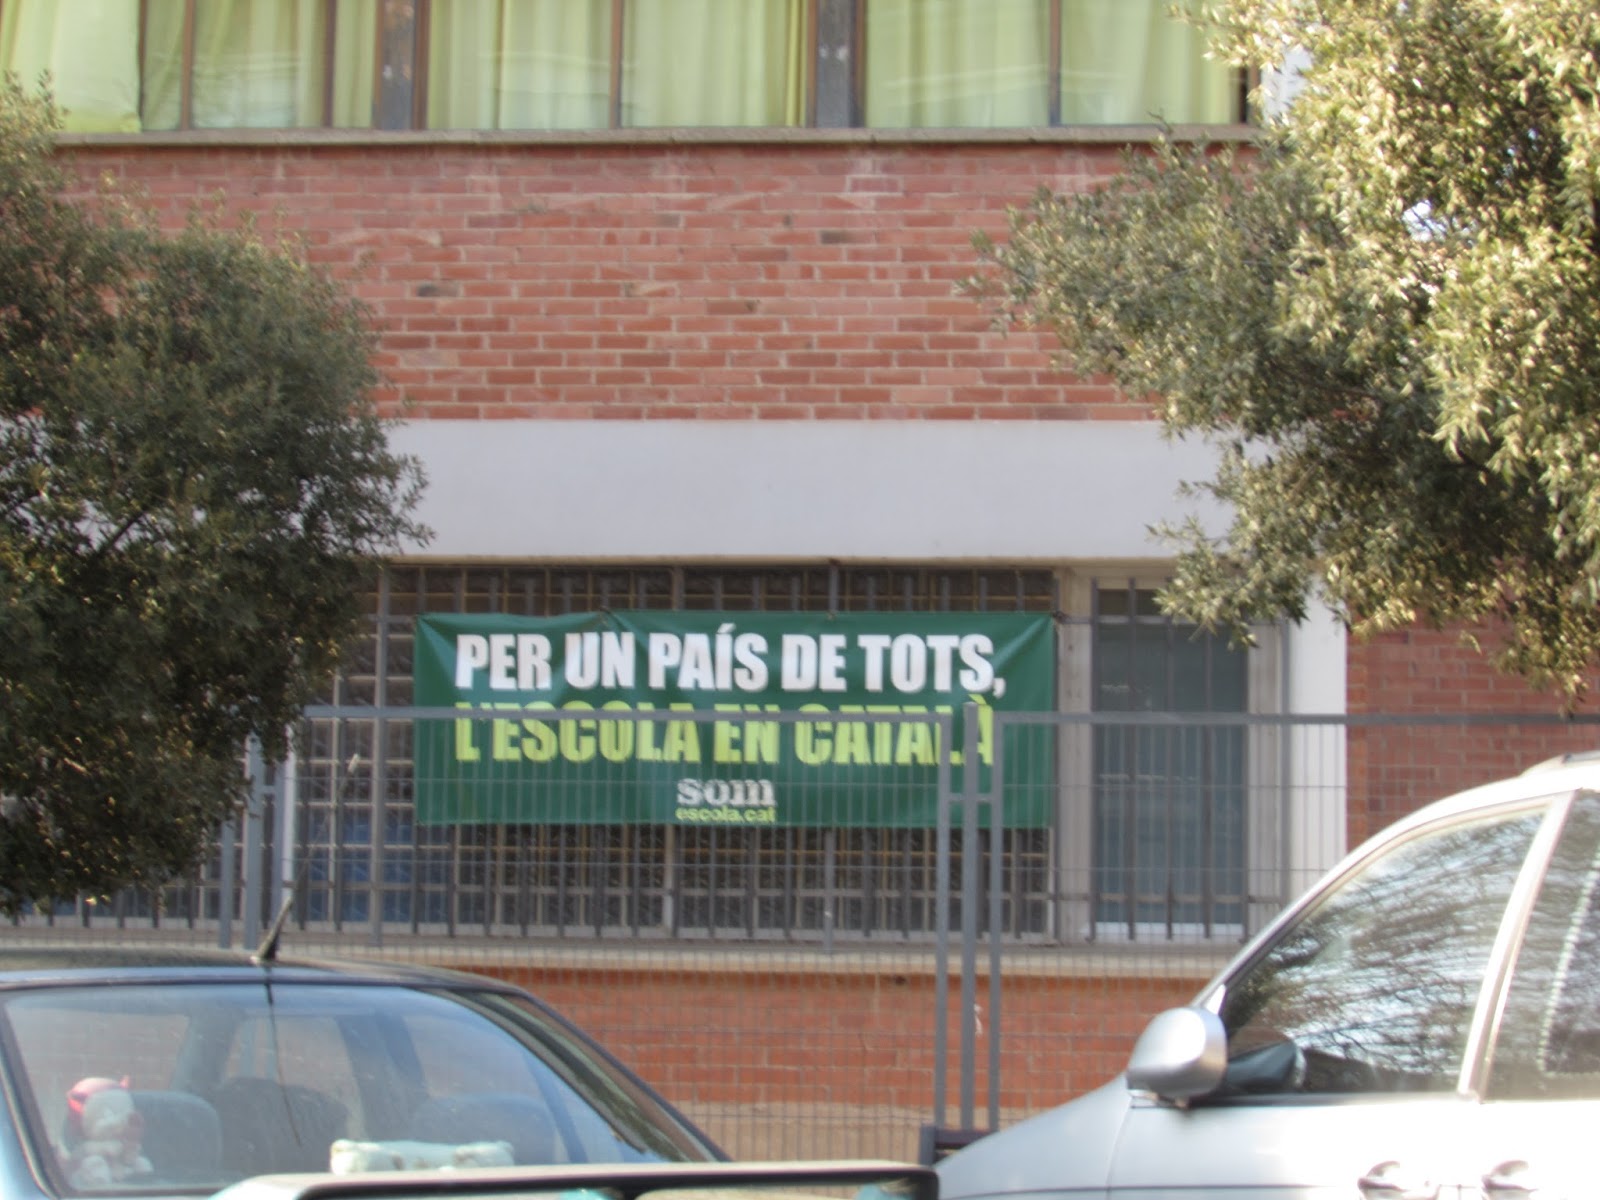 PER UN PAÍS DE TOTS,
L'ESCOLA EN CATALÀ
som
escola.cat